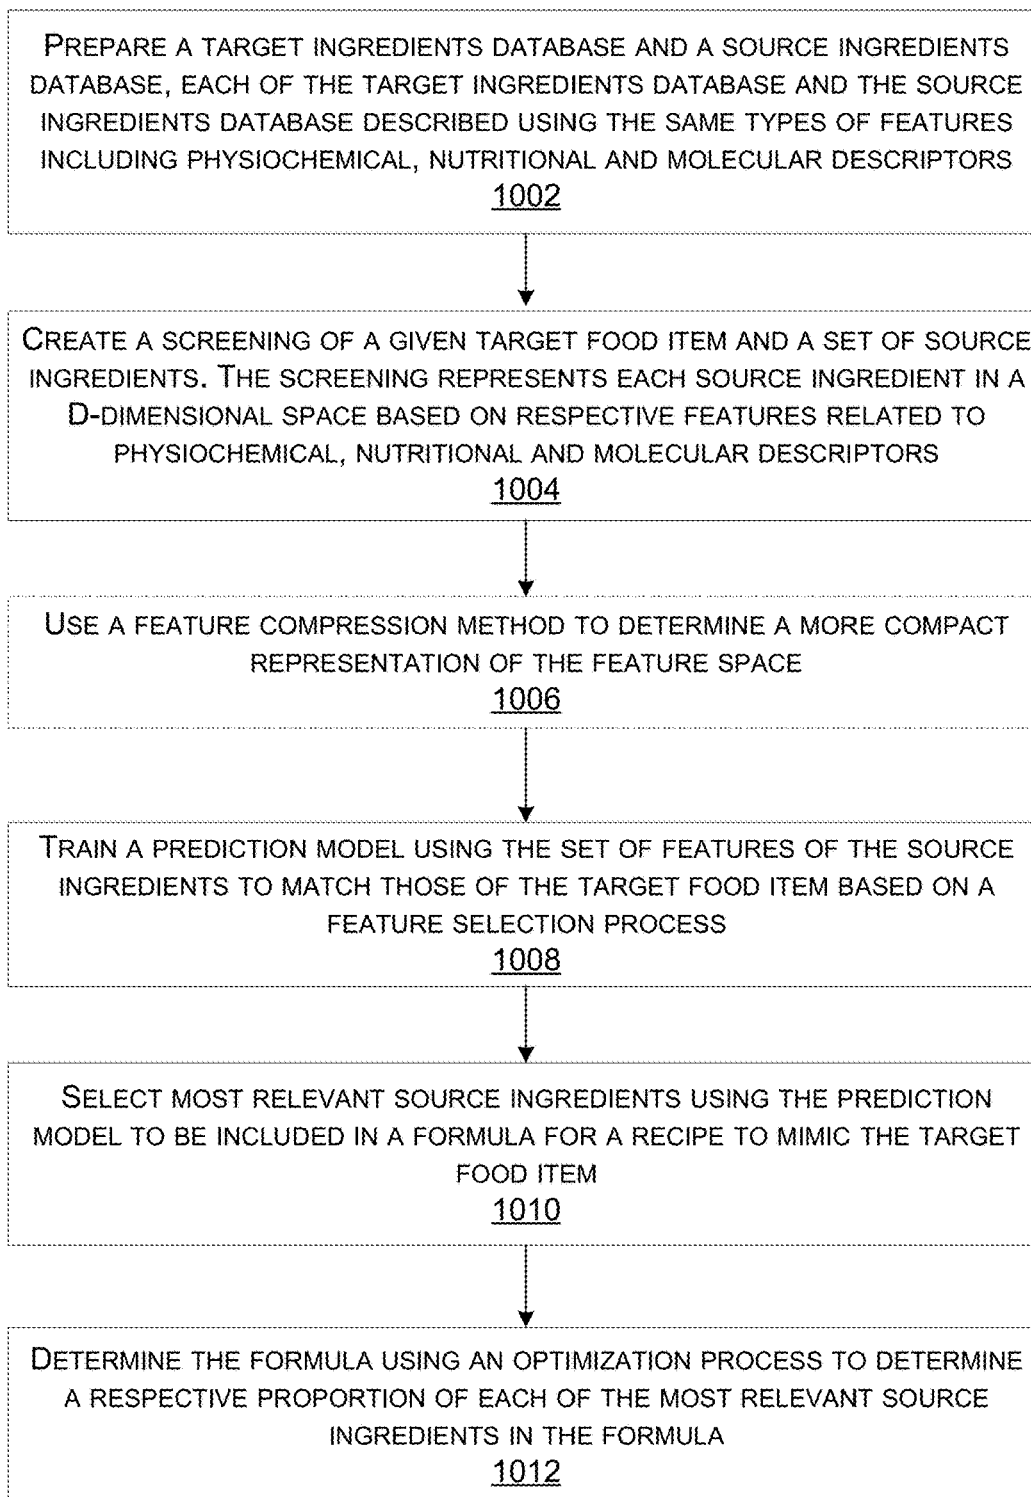 PREPARE A TARGET INGREDIENTS DATABASE AND A SOURCE INGREDIENTS
DATABASE, EACH OF THE TARGET INGREDIENTS DATABASE AND THE SOURCE
INGREDIENTS DATABASE DESCRIBED USING THE SAME TYPES OF FEATURES
INCLUDING PHYSIOCHEMICAL, NUTRITIONAL AND MOLECULAR DESCRIPTORS
1002
CREATE A SCREENING OF A GIVEN TARGET FOOD ITEM AND A SET OF SOURCE
INGREDIENTS. THE SCREENING REPRESENTS EACH SOURCE INGREDIENT IN A
D-DIMENSIONAL SPACE BASED ON RESPECTIVE FEATURES RELATED TO
PHYSIOCHEMICAL, NUTRITIONAL AND MOLECULAR DESCRIPTORS
1004
USE A FEATURE COMPRESSION METHOD TO DETERMINE A MORE COMPACT
REPRESENTATION OF THE FEATURE SPACE
1006
TRAIN A PREDICTION MODEL USING THE SET OF FEATURES OF THE SOURCE
INGREDIENTS TO MATCH THOSE OF THE TARGET FOOD ITEM BASED ON A
FEATURE SELECTION PROCESS
1008
SELECT MOST RELEVANT SOURCE INGREDIENTS USING THE PREDICTION
MODEL TO BE INCLUDED IN A FORMULA FOR A RECIPE TO MIMIC THE TARGET
FOOD ITEM
1010
DETERMINE THE FORMULA USING AN OPTIMIZATION PROCESS TO DETERMINE
A RESPECTIVE PROPORTION OF EACH OF THE MOST RELEVANT SOURCE
INGREDIENTS IN THE FORMULA
1012